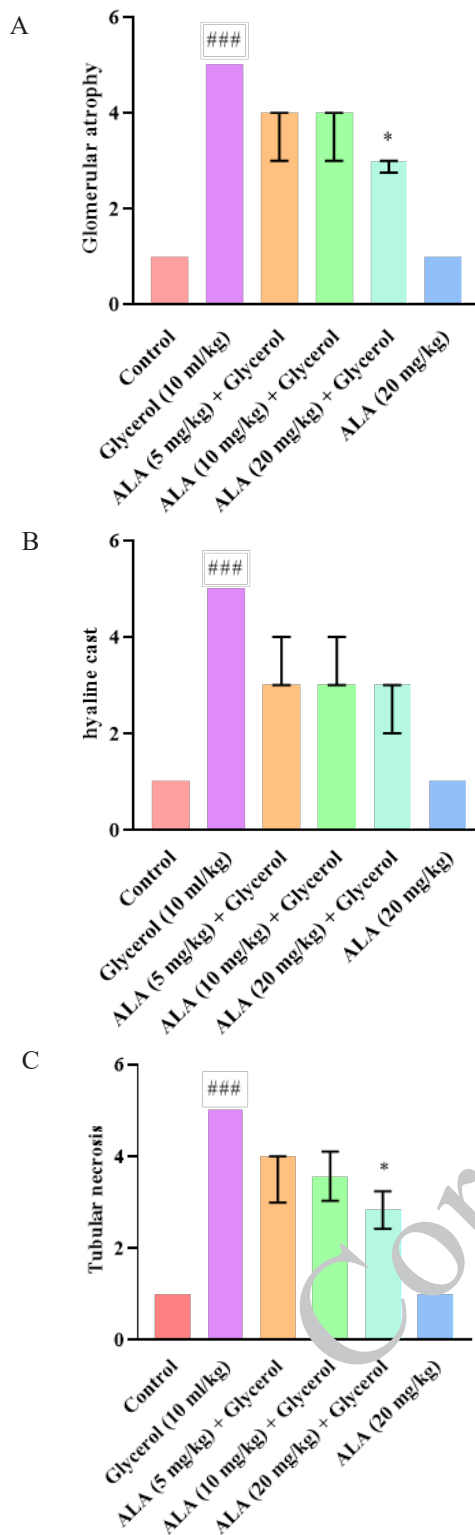 A
Glomerular atrophy
6
4
2
0
###
*
Control
Glycerol (10 ml/kg)
ALA (5 mg/kg) + Glycerol
ALA (10 mg/kg) + Glycerol
ALA (20 mg/kg) + Glycerol
ALA (20 mg/kg)
B
hyaline cast
6
4
2
0
###
Control
Glycerol (10 ml/kg)
ALA (5 mg/kg) + Glycerol
ALA (10 mg/kg) + Glycerol
ALA (20 mg/kg) + Glycerol
ALA (20 mg/kg)
C
Tubular necrosis
6
4
2
0
###
*
Cor
Control
Glycerol (10 ml/kg)
ALA (5 mg/kg) + Glycerol
ALA (10 mg/kg) + Glycerol
ALA (20 mg/kg) + Glycerol
ALA (20 mg/kg)